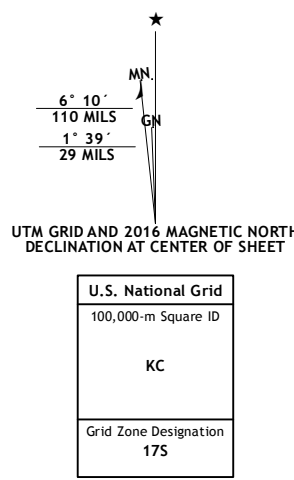 ★
MN.
6° 10´
110 MILS
GN
1° 39´
29 MILS
UTM GRID AND 2016 MAGNETIC NORTH
DECLINATION AT CENTER OF SHEET
U.S. National Grid
100,000-m Square ID
KC
Grid Zone Designation
17S